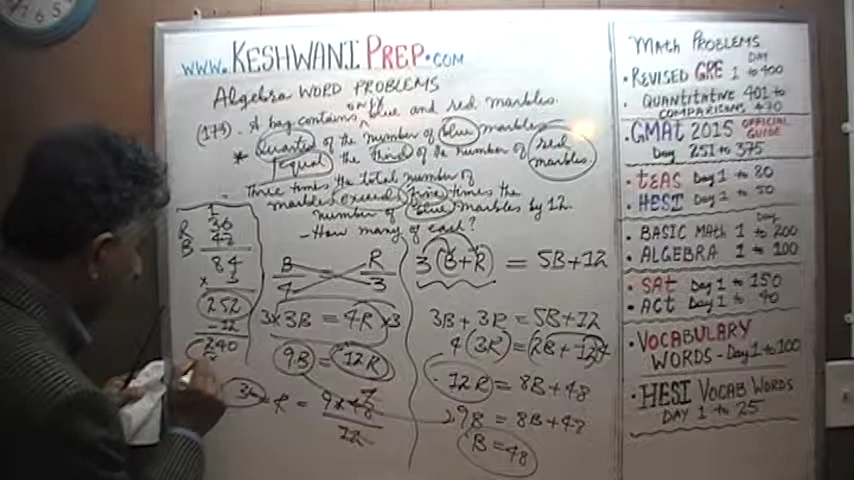 WWW.KESHWANI PREP.COM
Algebra WORD PROBLEMS
only
(173) - A bag contains blue and red marbles.
* Quarter of the number of blue marbles
Equal the third of the number of red
marbles.
- Three times the total number of
marbles exceed five times the
number of blue marbles by 12.
- How many of each?
1
R 36
B 48
84
× 3
252
- 12
240
B R
4 3
3×3B = 4R×3
9B = 12R
36 = R = 9×48
12
3(B+R) = 5B+12
3B+3R = 5B+12
4(3R) = (2B+12)4
12R = 8B+48
9B = 8B+48
B = 48
MATH PROBLEMS
DAY
• REVISED GRE 1 to 400
• QUANTITATIVE 401 to
COMPARISONS 430
• GMAT 2015 OFFICIAL
GUIDE
Day 251 to 375
• TEAS Day 1 to 80
• HESI Day 1 to 50
DAY
• BASIC MATH 1 to 200
• ALGEBRA 1 to 100
• SAT Day 1 to 150
• ACT Day 1 to 40
• VOCABULARY
WORDS - Day 1 to 100
• HESI VOCAB WORDS
DAY 1 to 25